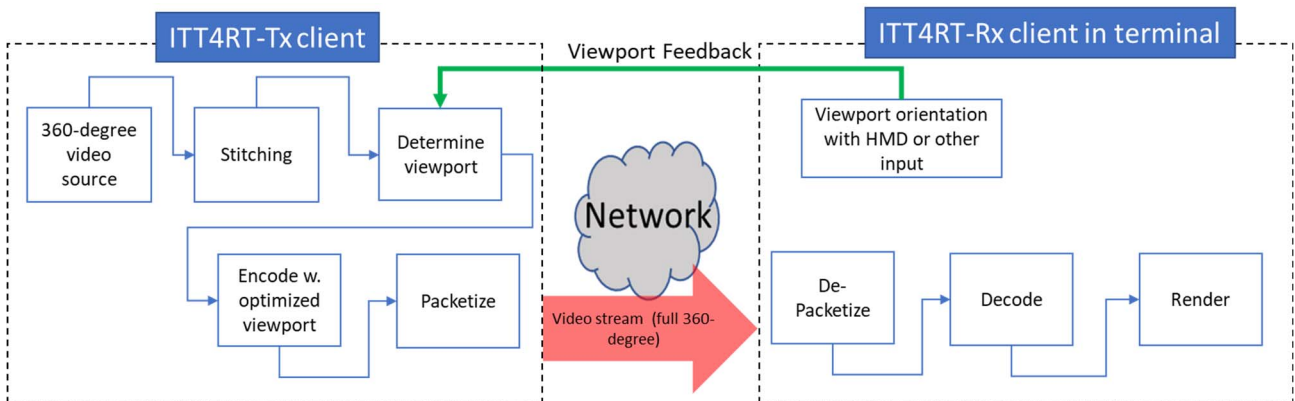 ITT4RT-Tx client
Viewport Feedback
ITT4RT-Rx client in terminal
360-degree
video
source
Stitching
Determine
viewport
Viewport orientation
with HMD or other
input
Network
Encode w.
optimized
viewport
Packetize
Video stream (full 360-
degree)
De-
Packetize
Decode
Render